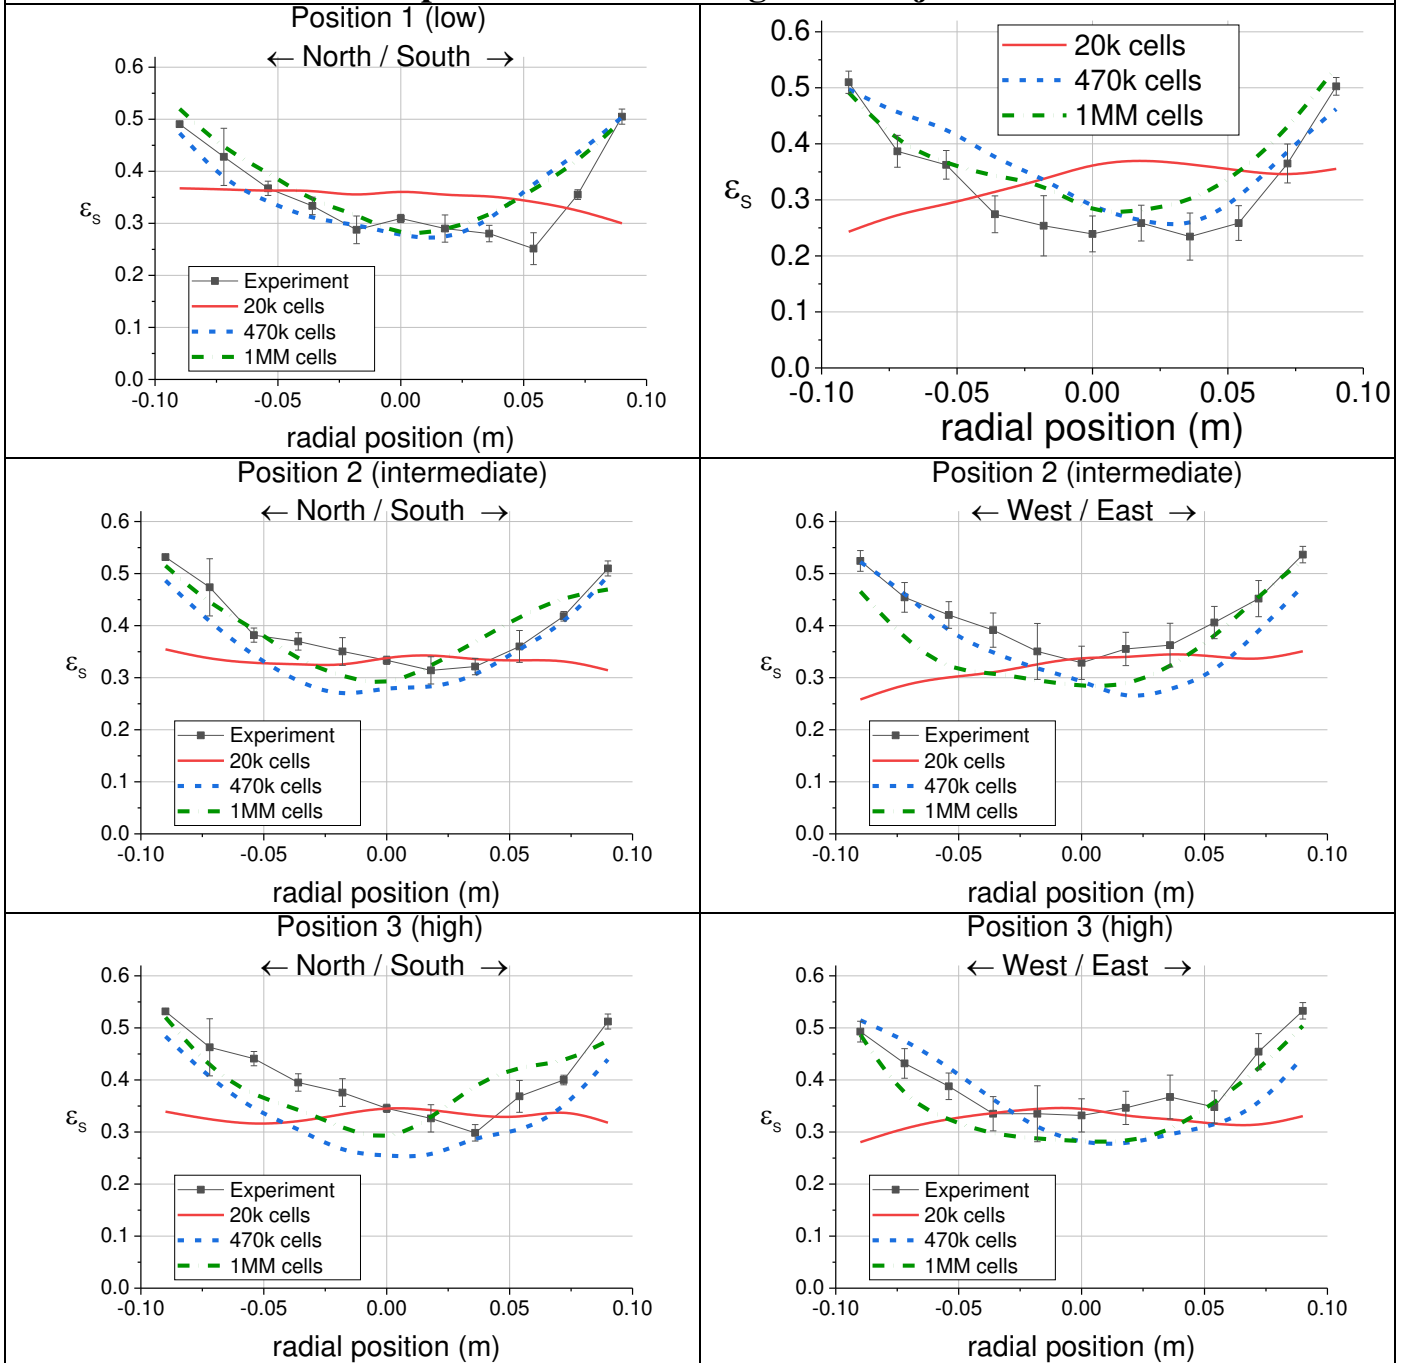 Position 1 (low)
← North / South →
0.6
0.5
0.4
0.3
0.2
0.1
0.0
εs
Experiment
20k cells
470k cells
1MM cells
-0.10
-0.05
0.00
0.05
0.10
radial position (m)
0.6
0.5
0.4
0.3
0.2
0.1
0.0
εs
20k cells
470k cells
1MM cells
-0.10
-0.05
0.00
0.05
0.10
radial position (m)
Position 2 (intermediate)
← North / South →
0.6
0.5
0.4
0.3
0.2
0.1
0.0
εs
Experiment
20k cells
470k cells
1MM cells
-0.10
-0.05
0.00
0.05
0.10
radial position (m)
Position 2 (intermediate)
← West / East →
0.6
0.5
0.4
0.3
0.2
0.1
0.0
εs
Experiment
20k cells
470k cells
1MM cells
-0.10
-0.05
0.00
0.05
0.10
radial position (m)
Position 3 (high)
← North / South →
0.6
0.5
0.4
0.3
0.2
0.1
0.0
εs
Experiment
20k cells
470k cells
1MM cells
-0.10
-0.05
0.00
0.05
0.10
radial position (m)
Position 3 (high)
← West / East →
0.6
0.5
0.4
0.3
0.2
0.1
0.0
εs
Experiment
20k cells
470k cells
1MM cells
-0.10
-0.05
0.00
0.05
0.10
radial position (m)